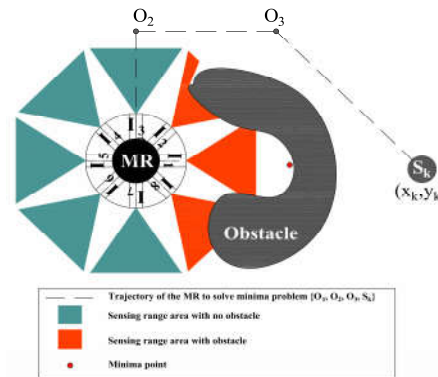 O₂ O₃
4 3
5 MR 2
6 1
7 8
Sₖ
(xₖ,yₖ
Obstacle
Trajectory of the MR to solve minima problem {O₁, O₂, O₃, Sₖ}
Sensing range area with no obstacle
Sensing range area with obstacle
Minima point